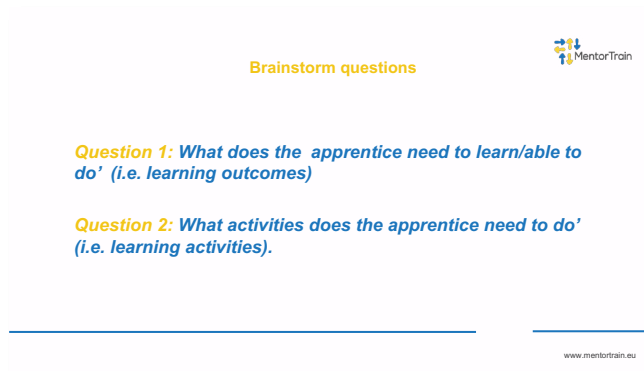 MentorTrain
Brainstorm questions
Question 1: What does the  apprentice need to learn/able to
do’  (i.e. learning outcomes)
Question 2: What activities does the apprentice need to do’
(i.e. learning activities).
www.mentortrain.eu